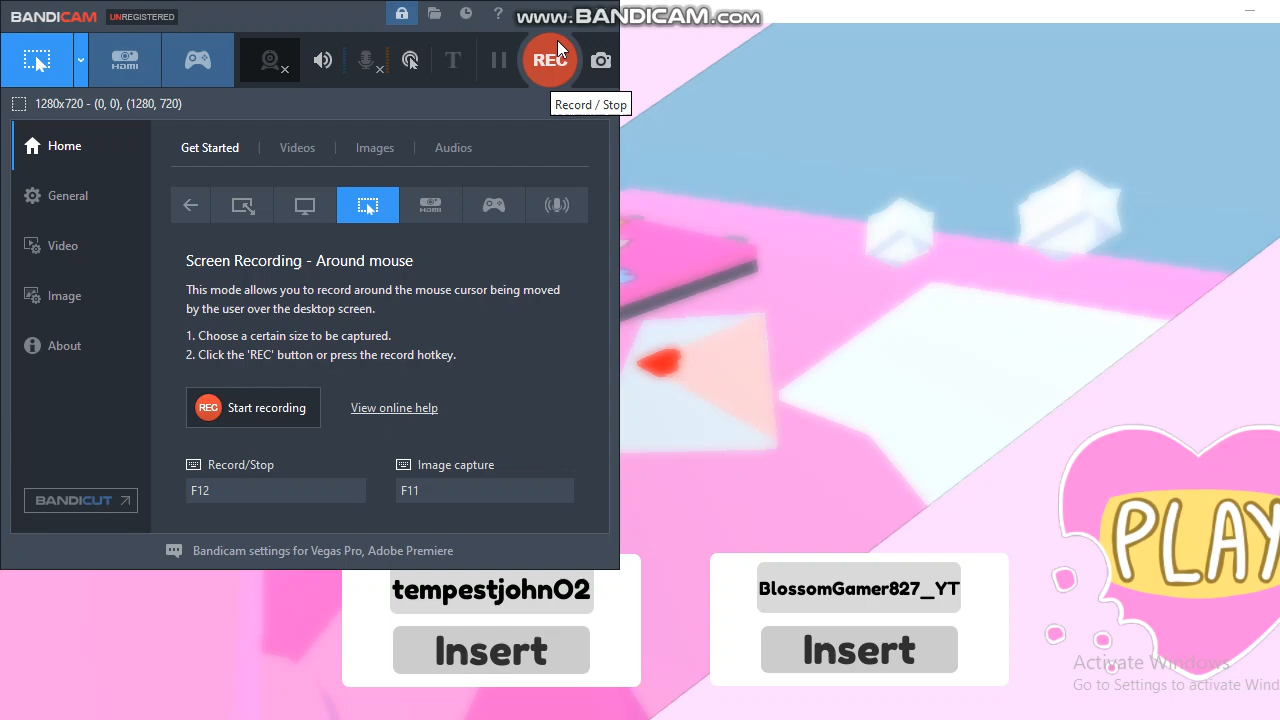 BANDICAM UNREGISTERED
www.BANDICAM.com
HDMI
T
REC
1280x720 - (0, 0), (1280, 720)
Record / Stop
Home
General
Video
Image
About
BANDICUT
Get Started
Videos
Images
Audios
HDMI
Screen Recording - Around mouse
This mode allows you to record around the mouse cursor being moved
by the user over the desktop screen.
1. Choose a certain size to be captured.
2. Click the 'REC' button or press the record hotkey.
REC Start recording
View online help
Record/Stop
F12
Image capture
F11
Bandicam settings for Vegas Pro, Adobe Premiere
tempestjohn02
Insert
BlossomGamer827_YT
Insert
PLAY
Activate Windows
Go to Settings to activate Wind